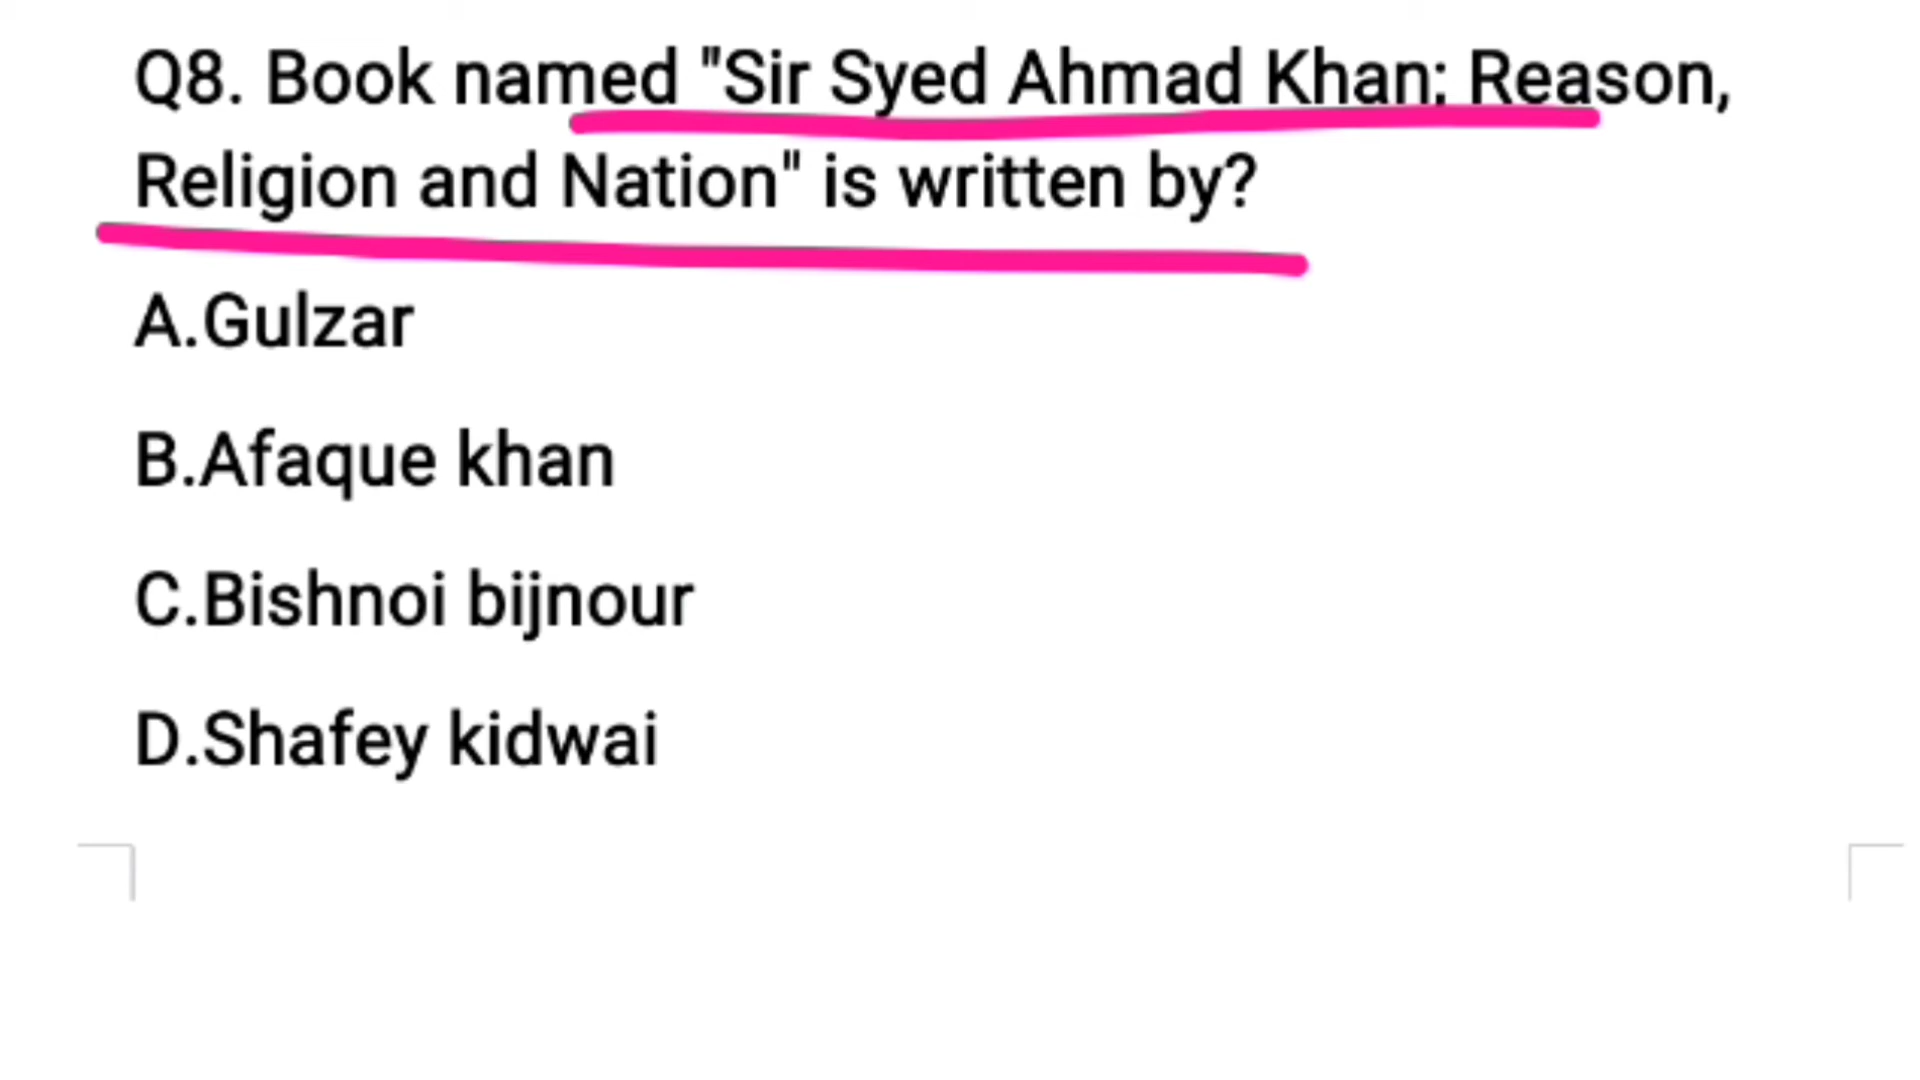 Q8. Book named "Sir Syed Ahmad Khan; Reason,
Religion and Nation" is written by?
A.Gulzar
B.Afaque khan
C.Bishnoi bijnour
D.Shafey kidwai